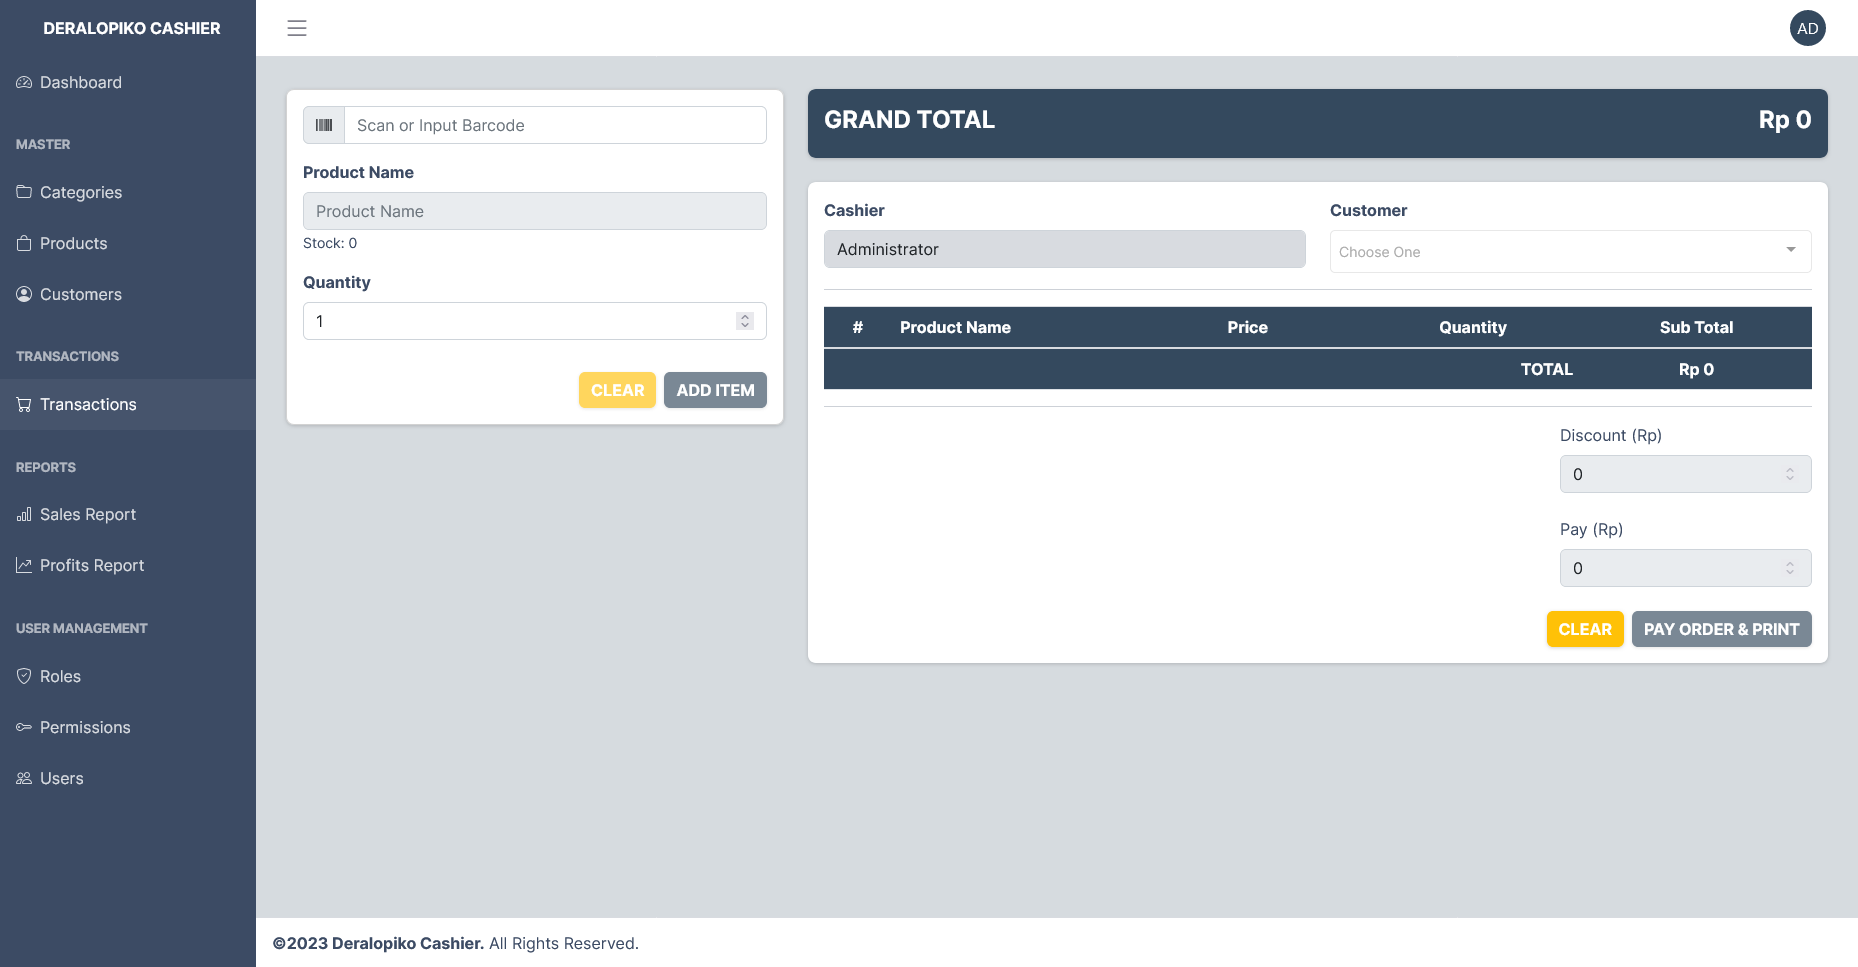 DERALOPIKO CASHIER
AD
Dashboard
MASTER
Categories
Products
Customers
TRANSACTIONS
Transactions
REPORTS
Sales Report
Profits Report
USER MANAGEMENT
Roles
Permissions
Users
Scan or Input Barcode
Product Name
Product Name
Stock: 0
Quantity
1
CLEAR ADD ITEM
GRAND TOTAL Rp 0
Cashier Customer
Administrator Choose One
# Product Name Price Quantity Sub Total
TOTAL Rp 0
Discount (Rp)
0
Pay (Rp)
0
CLEAR PAY ORDER & PRINT
©2023 Deralopiko Cashier. All Rights Reserved.